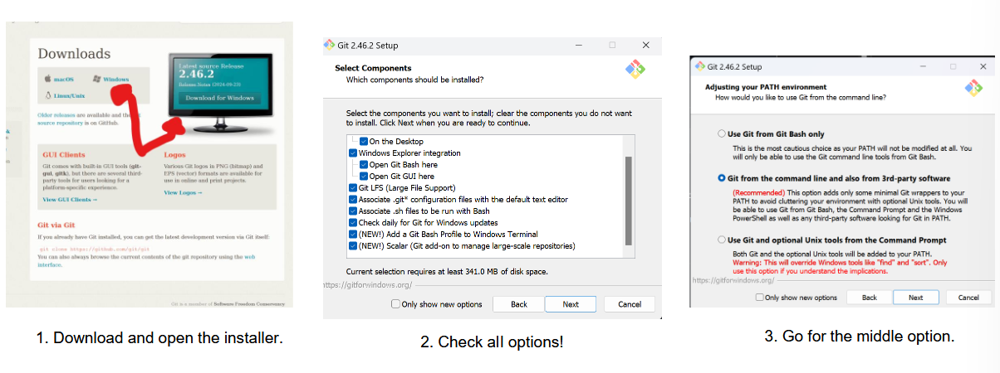 Downloads
macOS
Windows
Linux/Unix
Older releases are available and the
source repository is on GitHub.
Latest source Release
2.46.2
Release Notes (2024-09-23)
Download for Windows
GUI Clients
Git comes with built-in GUI tools (git-
gui, gitk), but there are several third-
party tools for users looking for a
platform-specific experience.
View GUI Clients →
Logos
Various Git logos in PNG (bitmap) and
EPS (vector) formats are available for
use in online and print projects.
View Logos →
Git via Git
If you already have Git installed, you can get the latest development version via Git itself:
git clone https://github.com/git/git
You can also always browse the current contents of the git repository using the web
interface.
Git is a member of Software Freedom Conservancy
1. Download and open the installer.
Git 2.46.2 Setup
Select Components
Which components should be installed?
Select the components you want to install; clear the components you do not want
to install. Click Next when you are ready to continue.
On the Desktop
Windows Explorer integration
Open Git Bash here
Open Git GUI here
Git LFS (Large File Support)
Associate .git* configuration files with the default text editor
Associate .sh files to be run with Bash
Check daily for Git for Windows updates
(NEW!) Add a Git Bash Profile to Windows Terminal
(NEW!) Scalar (Git add-on to manage large-scale repositories)
Current selection requires at least 341.0 MB of disk space.
https://gitforwindows.org/
Only show new options
Back
Next
Cancel
2. Check all options!
Git 2.46.2 Setup
Adjusting your PATH environment
How would you like to use Git from the command line?
Use Git from Git Bash only
This is the most cautious choice as your PATH will not be modified at all. You
will only be able to use the Git command line tools from Git Bash.
Git from the command line and also from 3rd-party software
(Recommended) This option adds only some minimal Git wrappers to your
PATH to avoid cluttering your environment with optional Unix tools. You will
be able to use Git from Git Bash, the Command Prompt and the Windows
PowerShell as well as any third-party software looking for Git in PATH.
Use Git and optional Unix tools from the Command Prompt
Both Git and the optional Unix tools will be added to your PATH.
Warning: This will override Windows tools like "find" and "sort". Only
use this option if you understand the implications.
https://gitforwindows.org/
Only show new options
Back
Next
Cancel
3. Go for the middle option.